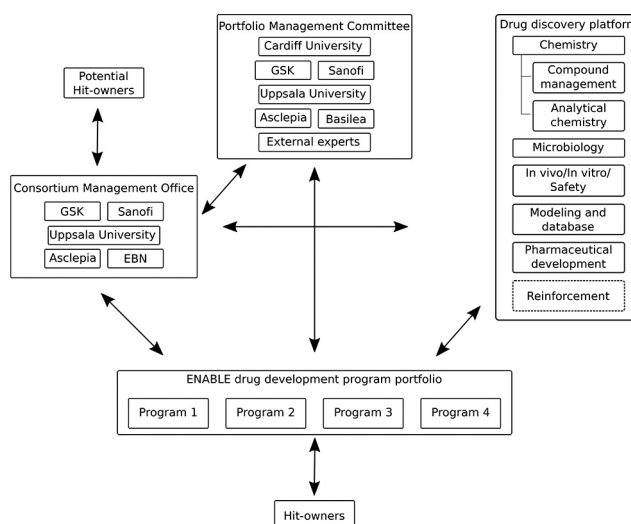 Portfolio Management Committee
Cardiff University
GSK
Sanofi
Uppsala University
Asclepia
Basilea
External experts
Drug discovery platform
Chemistry
Compound
management
Analytical
chemistry
Microbiology
In vivo/In vitro/
Safety
Modeling and
database
Pharmaceutical
development
Reinforcement
Potential
Hit-owners
Consortium Management Office
GSK
Sanofi
Uppsala University
Asclepia
EBN
ENABLE drug development program portfolio
Program 1
Program 2
Program 3
Program 4
Hit-owners